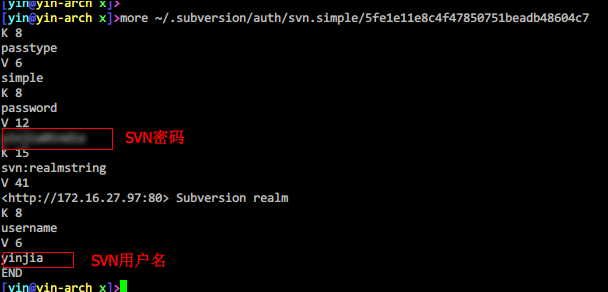 [yin@yin-arch x]>
[yin@yin-arch x]>more ~/.subversion/auth/svn.simple/5fe1e11e8c4f47850751beadb48604c7
K 8
passtype
V 6
simple
K 8
password
V 12
SVN密码
K 15
svn:realmstring
V 41
<http://172.16.27.97:80> Subversion realm
K 8
username
V 6
yinjia SVN用户名
END
[yin@yin-arch x]>